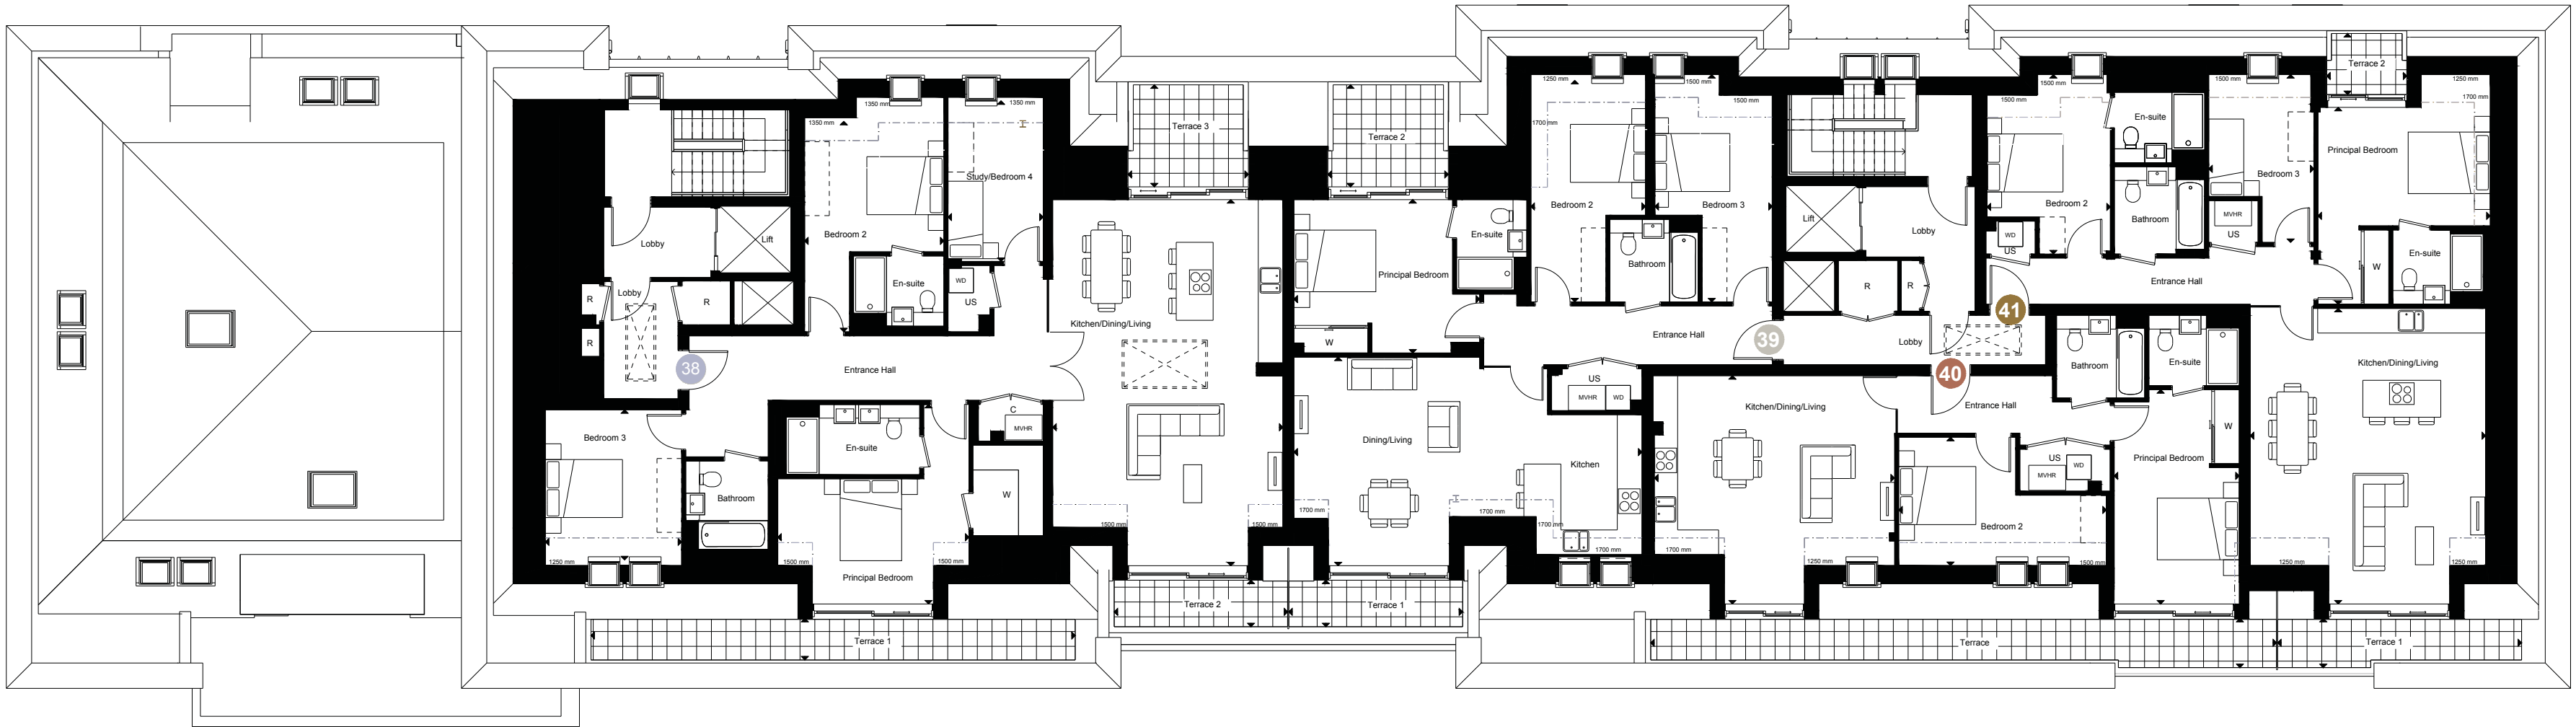 Terrace 2
1250 mm
1500 mm
1500 mm
1500 mm
1250 mm
1350 mm
1350 mm
1500 mm
1700 mm
1350 mm
1700 mm
Terrace 3
Terrace 2
En-suite
Principal Bedroom
Study/Bedroom 4
Bedroom 3
Bedroom 2
Bedroom 2
Bedroom 3
Bedroom 2
Lift
Bathroom
MVHR
Bedroom 2
Lobby
Lift
En-suite
Lobby
WD
US
US
En-suite
Bathroom
Principal Bedroom
W
En-suite
WD
US
Entrance Hall
Lobby
R
R
R
R
Kitchen/Dining/Living
41
R
W
Entrance Hall
39
Lobby
38
Entrance Hall
40
Bathroom
En-suite
Kitchen/Dining/Living
US
MVHR
WD
C
MVHR
Kitchen/Dining/Living
Entrance Hall
Bedroom 3
En-suite
Dining/Living
W
Kitchen
US
WD
MVHR
Principal Bedroom
Bathroom
W
1500 mm
1500 mm
1700 mm
1700 mm
1700 mm
Bedroom 2
1700 mm
1700 mm
1250 mm
1500 mm
1500 mm
1250 mm
1250 mm
1250 mm
1500 mm
Principal Bedroom
Terrace 2
Terrace 1
Terrace 1
Terrace
Terrace 1